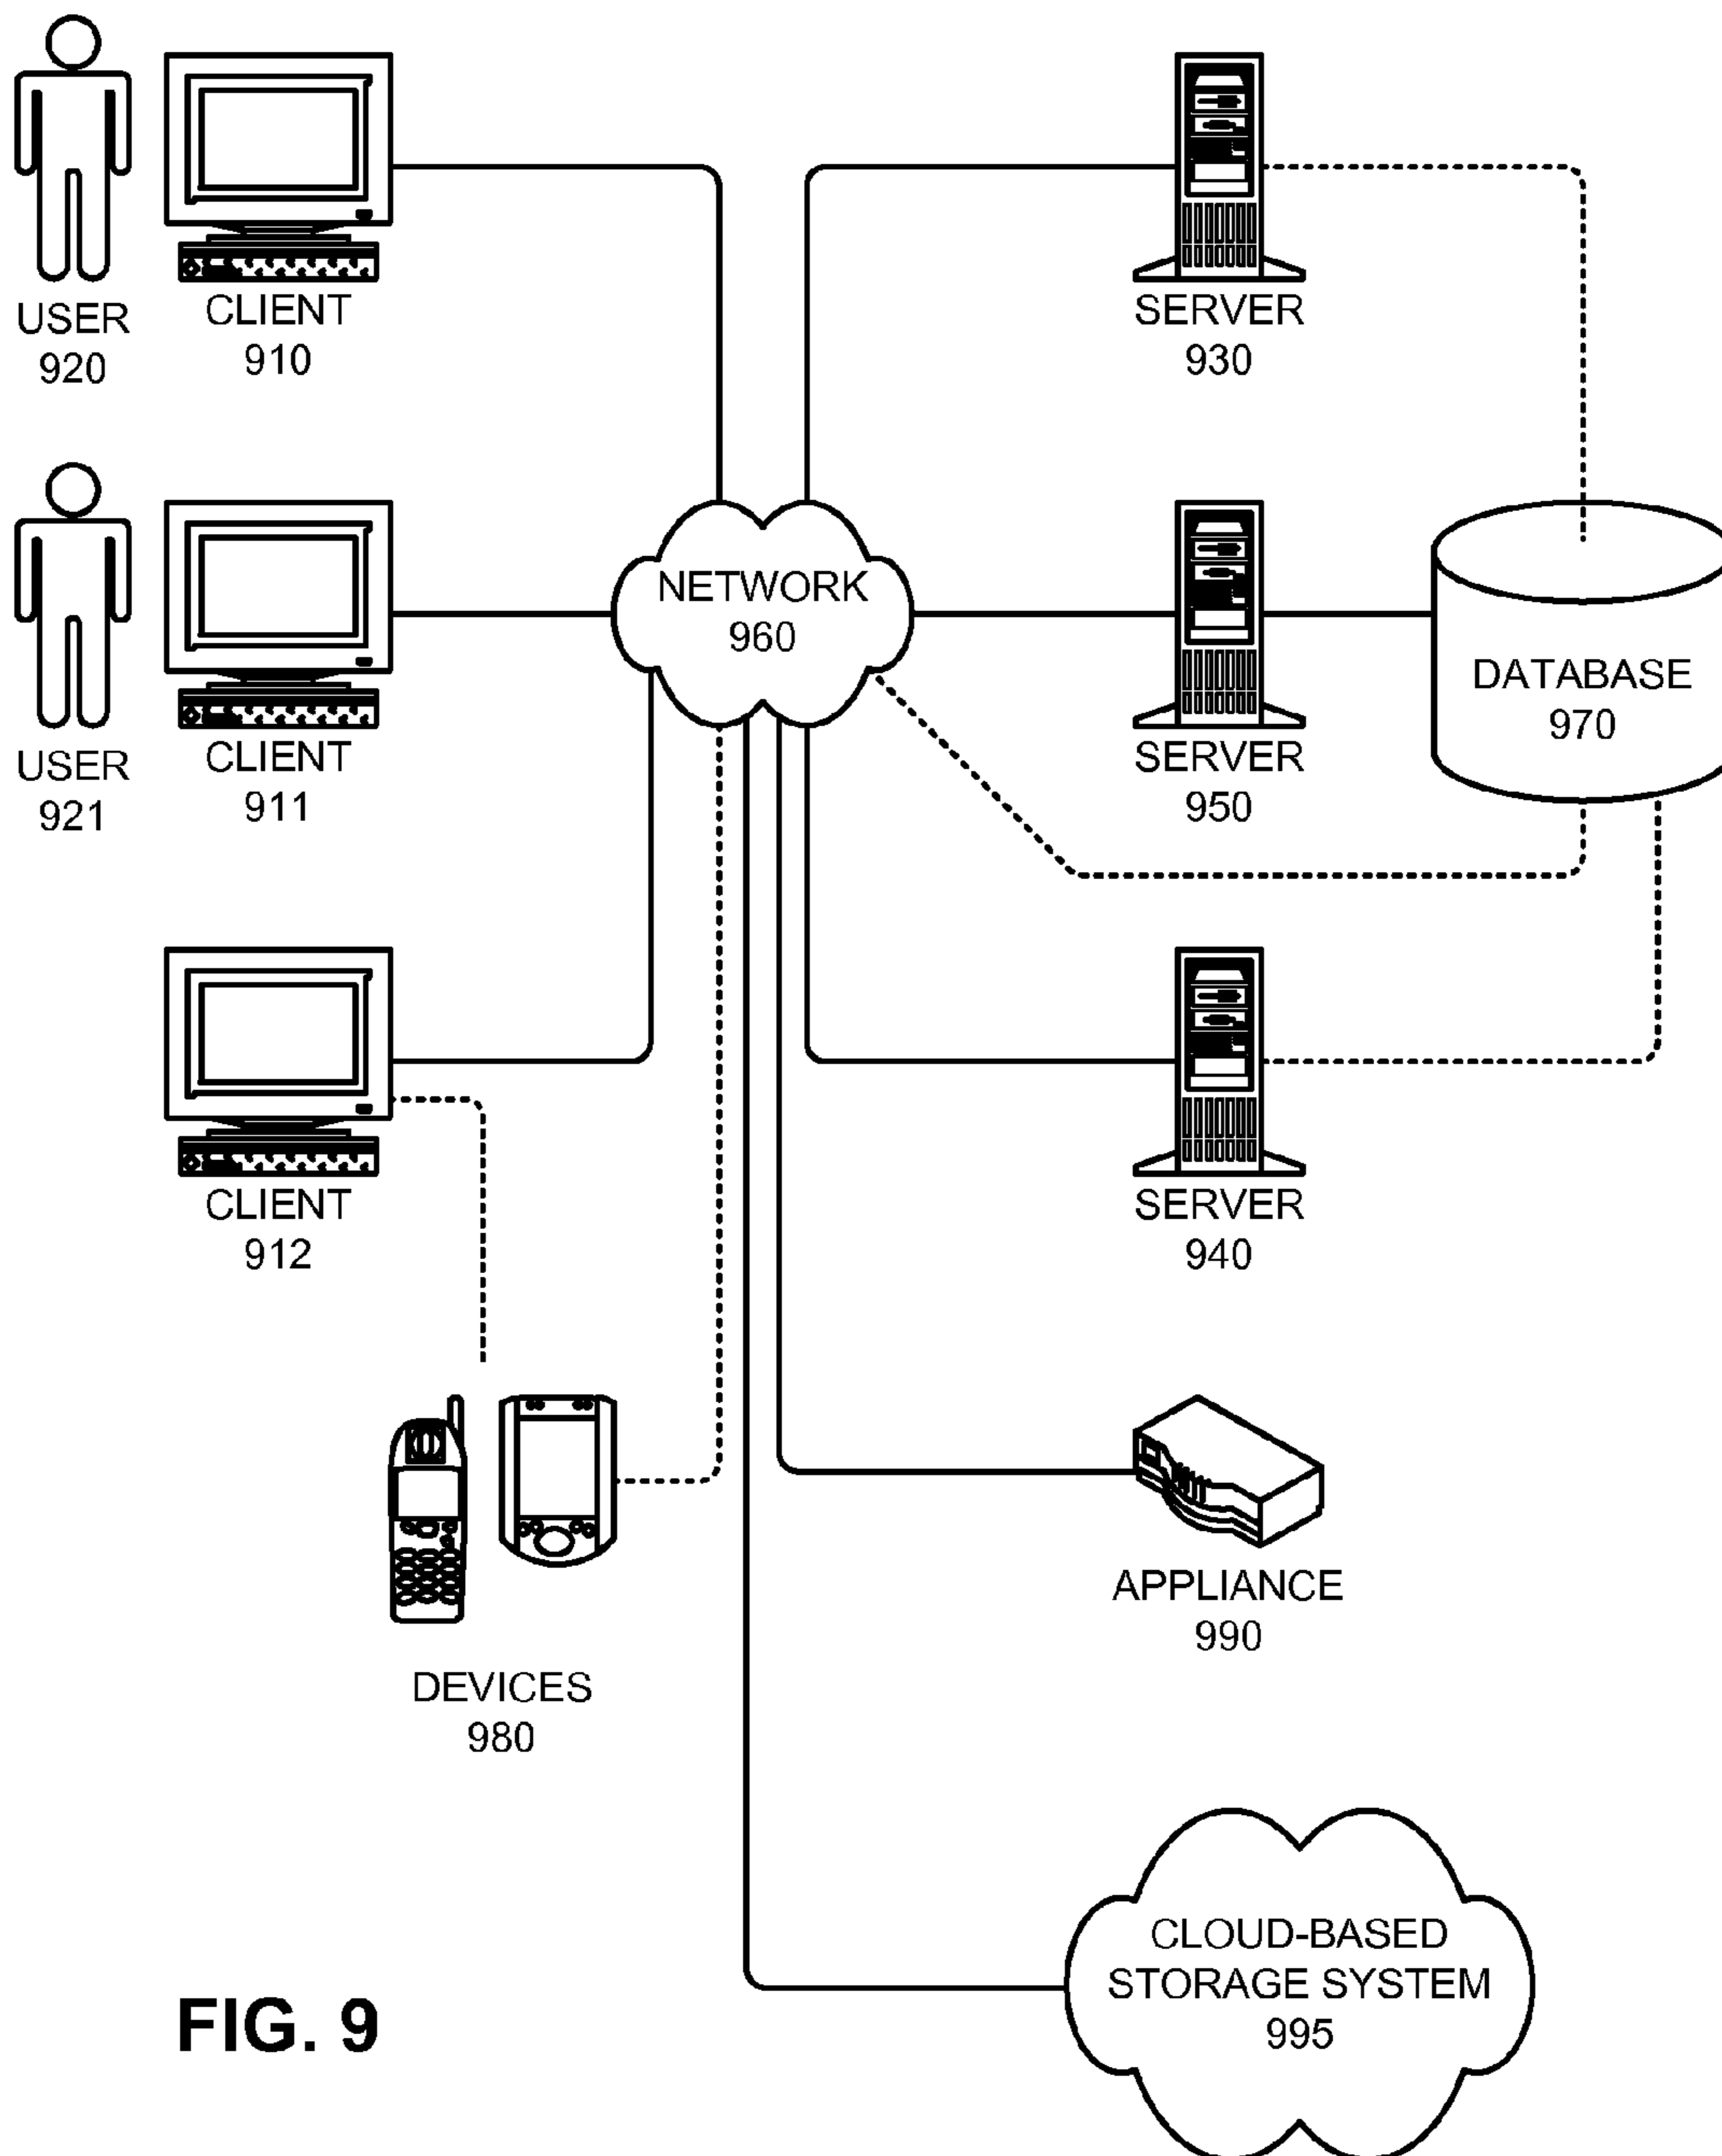 USER
920
CLIENT
910
SERVER
930
USER
921
CLIENT
911
NETWORK
960
SERVER
950
DATABASE
970
CLIENT
912
SERVER
940
DEVICES
980
APPLIANCE
990
CLOUD-BASED
STORAGE SYSTEM
995
FIG. 9